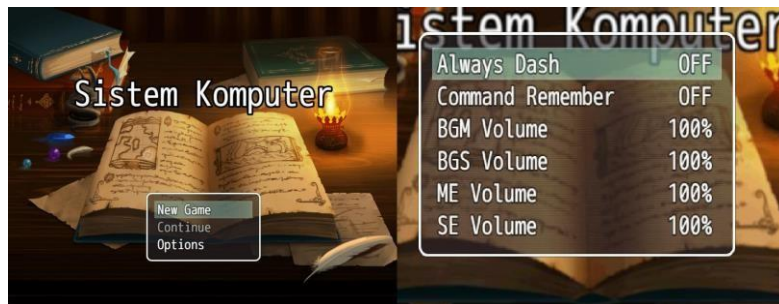 Sistem Komputer
New Game
Continue
Options
istem Komputer
Always Dash OFF
Command Remember OFF
BGM Volume 100%
BGS Volume 100%
ME Volume 100%
SE Volume 100%